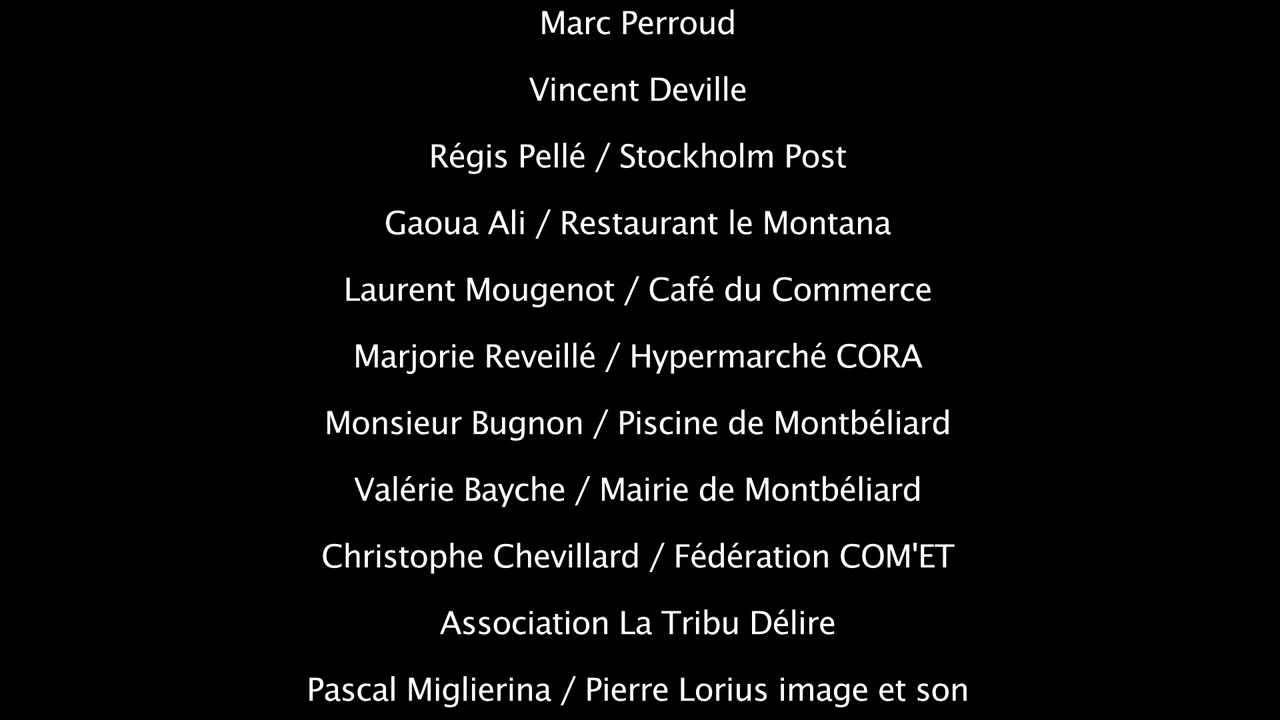 Marc Perroud
Vincent Deville
Régis Pellé / Stockholm Post
Gaoua Ali / Restaurant le Montana
Laurent Mougenot / Café du Commerce
Marjorie Reveillé / Hypermarché CORA
Monsieur Bugnon / Piscine de Montbéliard
Valérie Bayche / Mairie de Montbéliard
Christophe Chevillard / Fédération COM'ET
Association La Tribu Délire
Pascal Miglierina / Pierre Lorius image et son